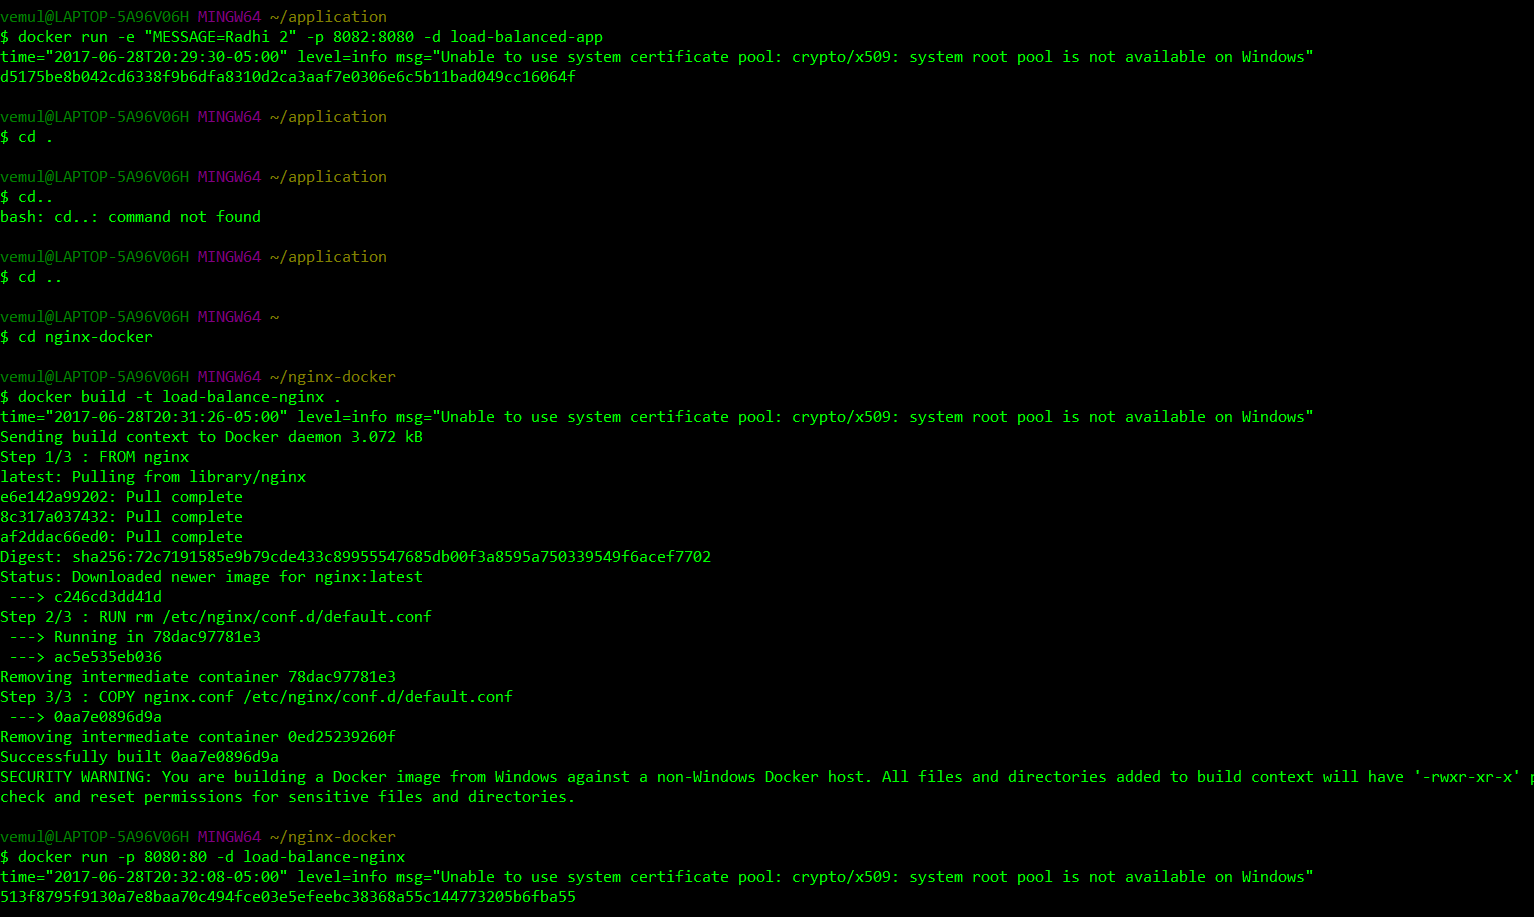 vemul@LAPTOP-5A96V06H MINGW64 ~/application
$ docker run -e "MESSAGE=Radhi 2" -p 8082:8080 -d load-balanced-app
time="2017-06-28T20:29:30-05:00" level=info msg="Unable to use system certificate pool: crypto/x509: system root pool is not available on Windows"
d5175be8b042cd6338f9b6dfa8310d2ca3aaf7e0306e6c5b11bad049cc16064f
vemul@LAPTOP-5A96V06H MINGW64 ~/application
$ cd .
vemul@LAPTOP-5A96V06H MINGW64 ~/application
$ cd..
bash: cd..: command not found
vemul@LAPTOP-5A96V06H MINGW64 ~/application
$ cd ..
vemul@LAPTOP-5A96V06H MINGW64 ~
$ cd nginx-docker
vemul@LAPTOP-5A96V06H MINGW64 ~/nginx-docker
$ docker build -t load-balance-nginx .
time="2017-06-28T20:31:26-05:00" level=info msg="Unable to use system certificate pool: crypto/x509: system root pool is not available on Windows"
Sending build context to Docker daemon 3.072 kB
Step 1/3 : FROM nginx
latest: Pulling from library/nginx
e6e142a99202: Pull complete
8c317a037432: Pull complete
af2ddac66ed0: Pull complete
Digest: sha256:72c7191585e9b79cde433c89955547685db00f3a8595a750339549f6acef7702
Status: Downloaded newer image for nginx:latest
---> c246cd3dd41d
Step 2/3 : RUN rm /etc/nginx/conf.d/default.conf
---> Running in 78dac97781e3
---> ac5e535eb036
Removing intermediate container 78dac97781e3
Step 3/3 : COPY nginx.conf /etc/nginx/conf.d/default.conf
---> 0aa7e0896d9a
Removing intermediate container 0ed25239260f
Successfully built 0aa7e0896d9a
SECURITY WARNING: You are building a Docker image from Windows against a non-Windows Docker host. All files and directories added to build context will have '-rwxr-xr-x' p
check and reset permissions for sensitive files and directories.
vemul@LAPTOP-5A96V06H MINGW64 ~/nginx-docker
$ docker run -p 8080:80 -d load-balance-nginx
time="2017-06-28T20:32:08-05:00" level=info msg="Unable to use system certificate pool: crypto/x509: system root pool is not available on Windows"
513f8795f9130a7e8baa70c494fce03e5efeebc38368a55c144773205b6fba55